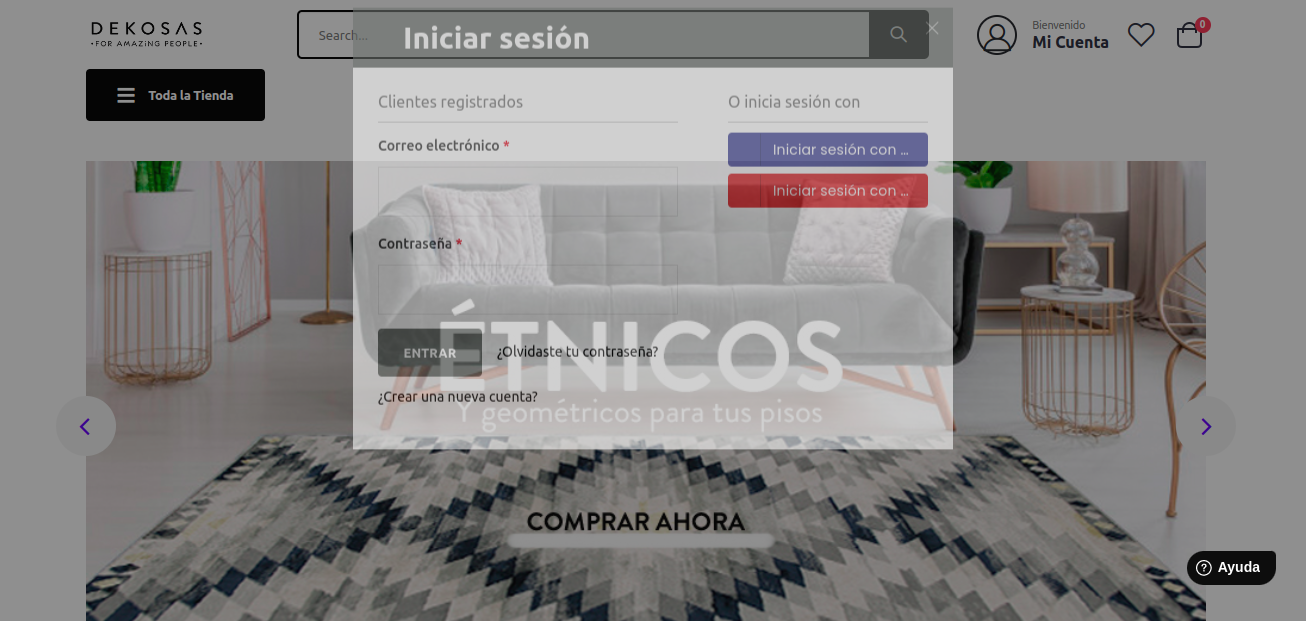 DEKOSAS
•FOR AMAZiNG PEOPLE•
Search...
Bienvenido
Mi Cuenta
0
Toda la Tienda
Iniciar sesión
Clientes registrados
O inicia sesión con
Correo electrónico *
Iniciar sesión con ...
Iniciar sesión con ...
Contraseña *
ENTRAR
¿Olvidaste tu contraseña?
¿Crear una nueva cuenta?
ÉTNICOS
Y geométricos para tus pisos
COMPRAR AHORA
Ayuda